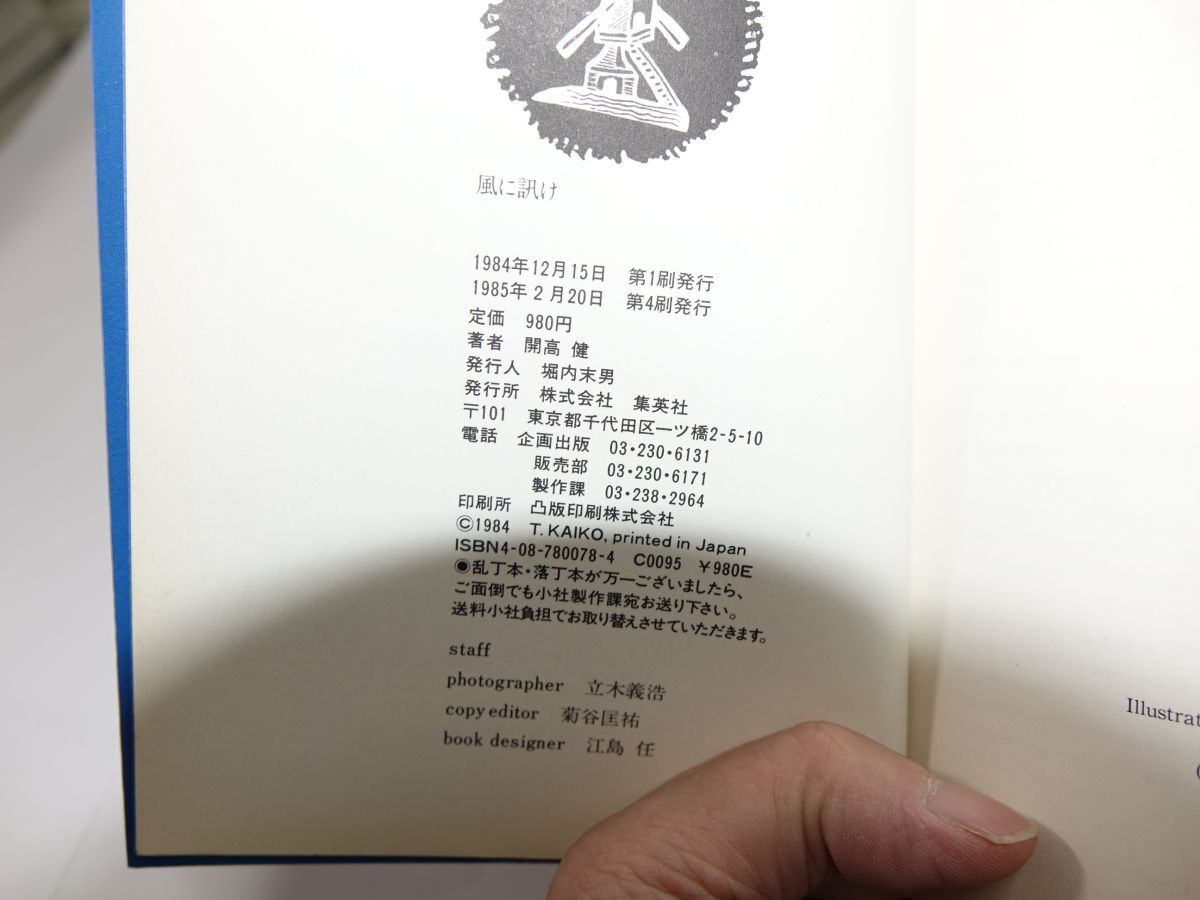 風に訊け
1984年12月15日　第1刷発行
1985年 2 月20日　第4刷発行
定価　980円
著者　開高 健
発行人　堀内末男
発行所　株式会社　集英社
〒101　東京都千代田区一ツ橋2-5-10
電話　企画出版　03・230・6131
販売部　03・230・6171
製作課　03・238・2964
印刷所　凸版印刷株式会社
©1984　T. KAIKO, printed in Japan
ISBN4-08-780078-4　C0095　￥980E
◉乱丁本・落丁本が万一ございましたら、
ご面倒でも小社製作課宛お送り下さい。
送料小社負担でお取り替えさせていただきます。
staff
photographer　立木義浩
copy editor　菊谷匡祐
book designer　江島 任
Illustrat